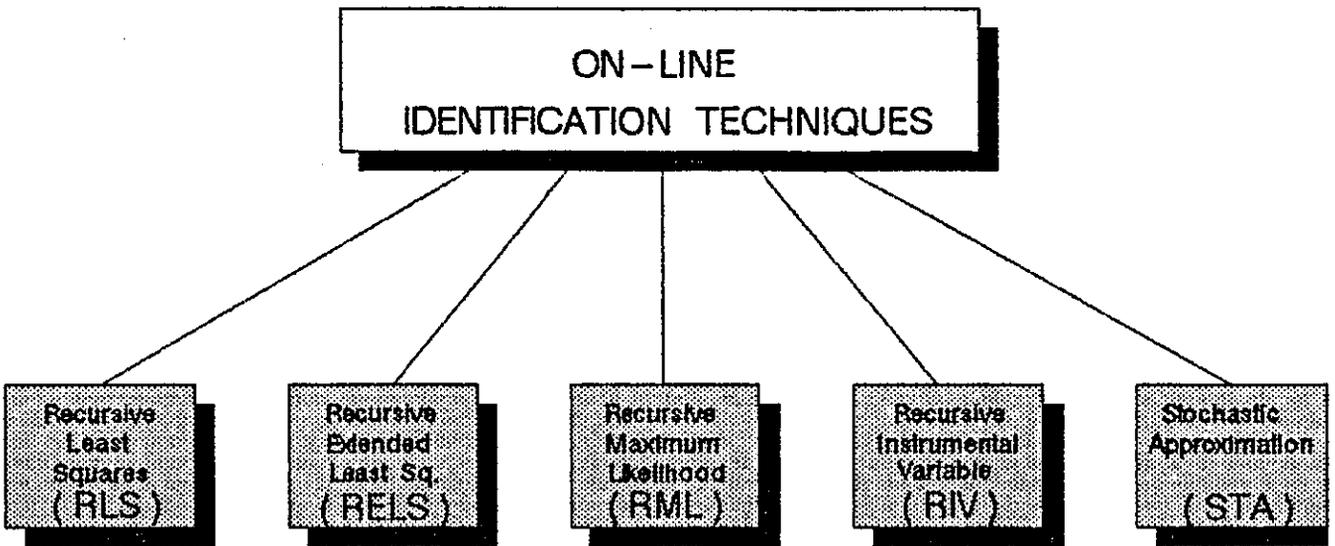 ON-LINE
IDENTIFICATION TECHNIQUES
Recursive
Least
Squares
(RLS)
Recursive
Extended
Least Sq.
(RELS)
Recursive
Maximum
Likelihood
(RML)
Recursive
Instrumental
Variable
(RIV)
Stochastic
Approximation
(STA)